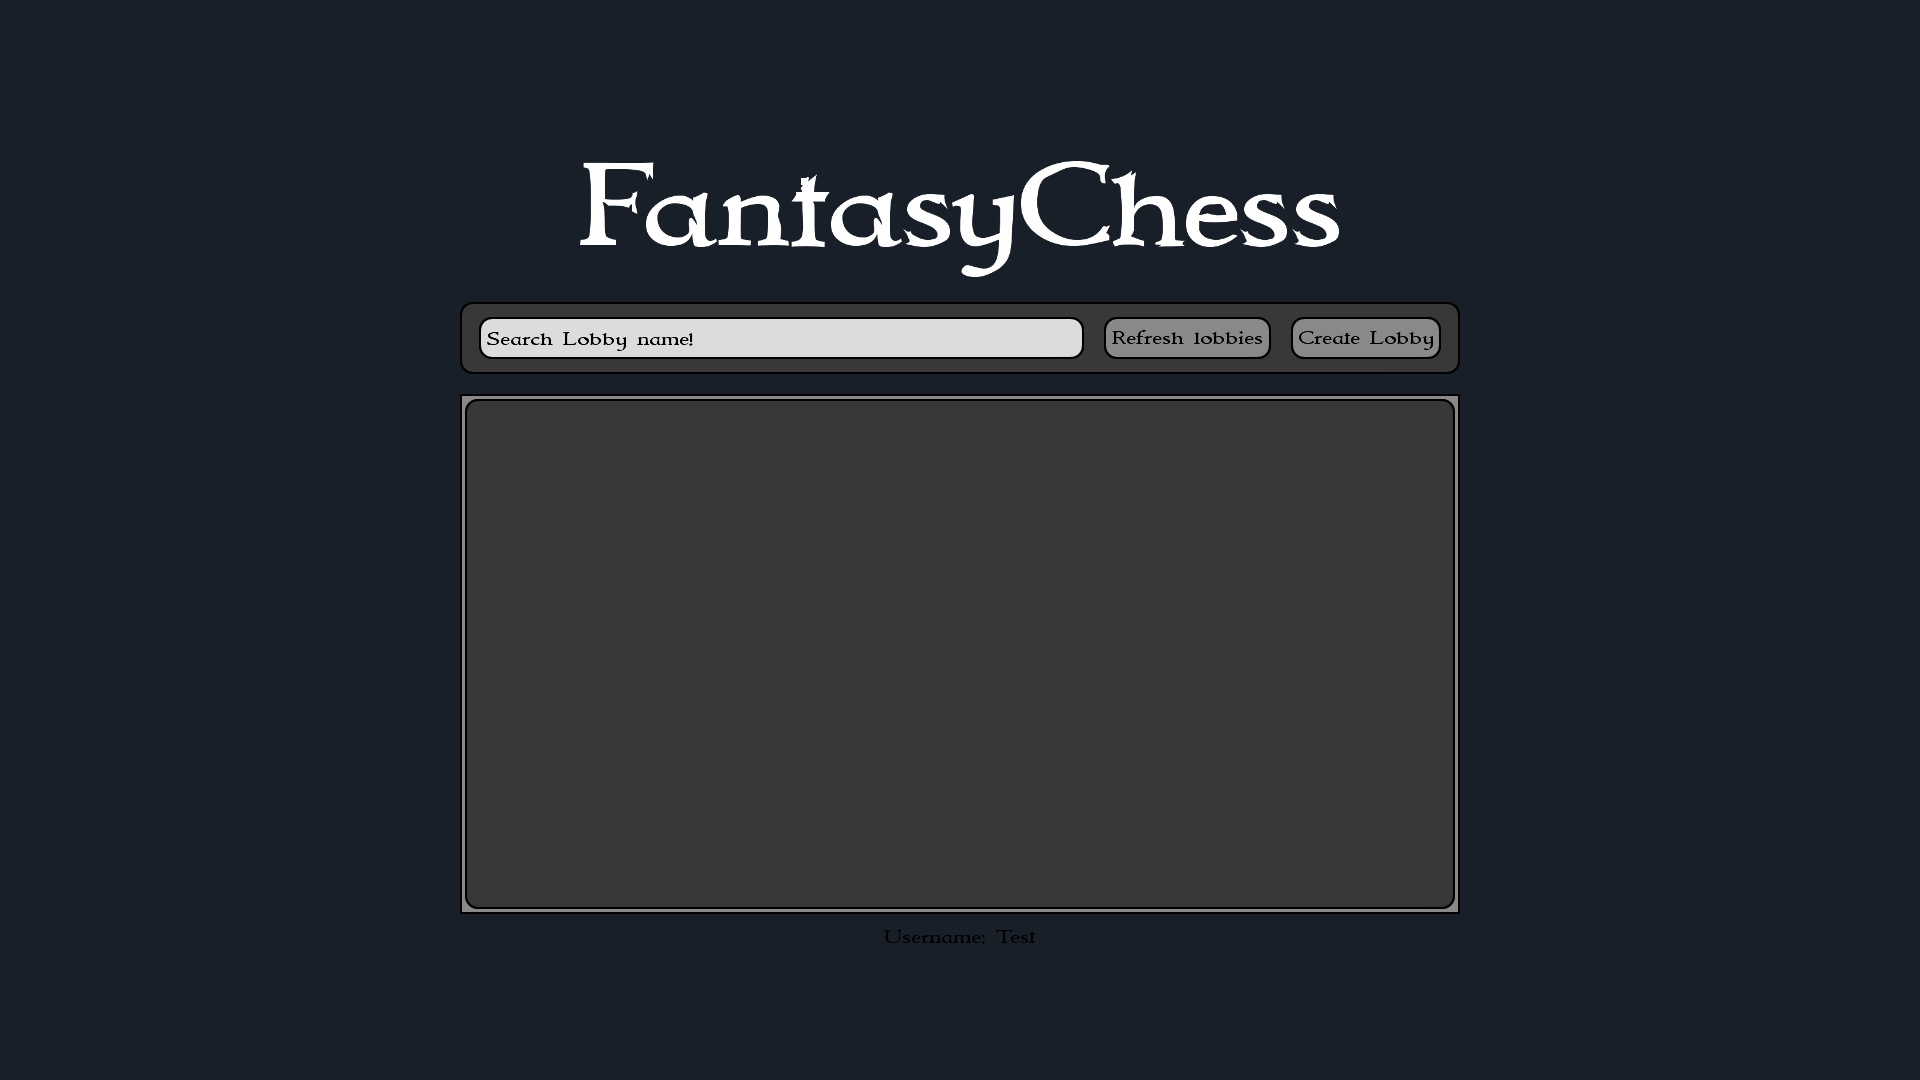 FantasyChess
Search Lobby name!
Refresh lobbies
Create Lobby
Username: Test